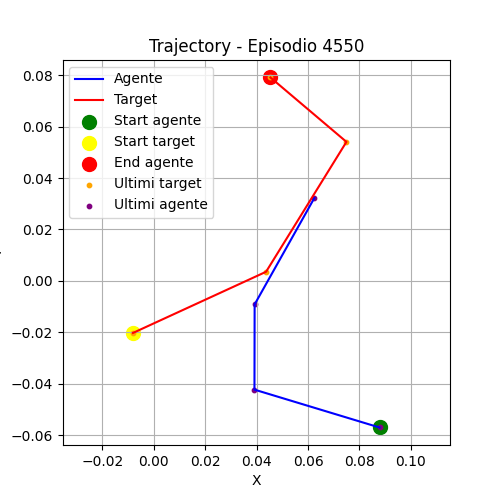 Trajectory - Episodio 4550
Agente
Target
Start agente
Start target
End agente
Ultimi target
Ultimi agente
0.08
0.06
0.04
0.02
0.00
−0.02
−0.04
−0.06
−0.02
0.00
0.02
0.04
0.06
0.08
0.10
X